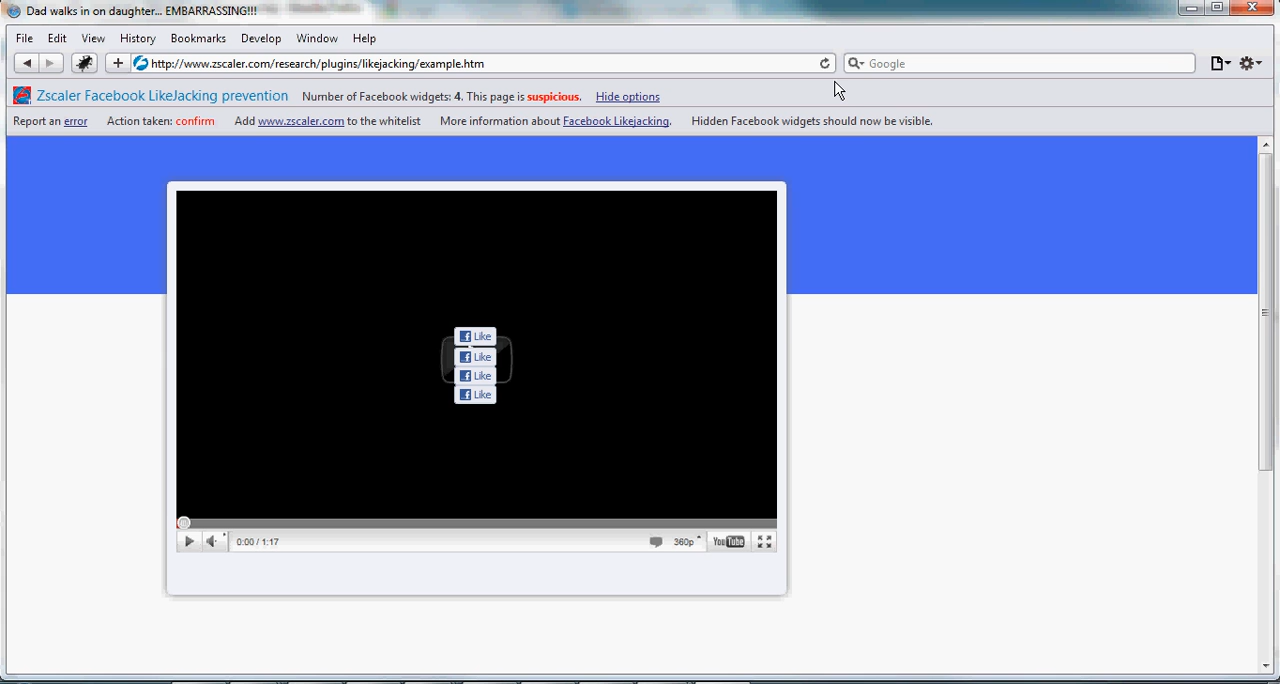 Dad walks in on daughter... EMBARRASSING!!!
File Edit View History Bookmarks Develop Window Help
http://www.zscaler.com/research/plugins/likejacking/example.htm Google
Zscaler Facebook LikeJacking prevention Number of Facebook widgets: 4. This page is suspicious. Hide options
Report an error Action taken: confirm Add www.zscaler.com to the whitelist More information about Facebook Likejacking. Hidden Facebook widgets should now be visible.
Like
Like
Like
Like
0:00 / 1:17 360p YouTube